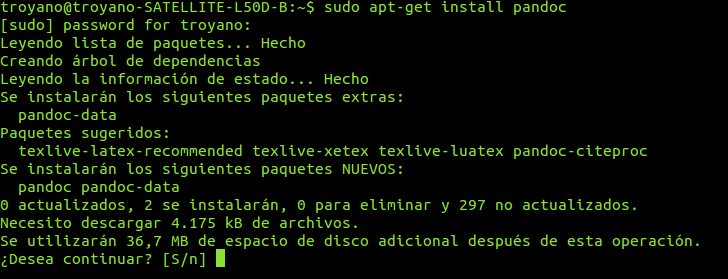 troyano@troyano-SATELLITE-L50D-B:~$ sudo apt-get install pandoc
[sudo] password for troyano:
Leyendo lista de paquetes... Hecho
Creando árbol de dependencias
Leyendo la información de estado... Hecho
Se instalarán los siguientes paquetes extras:
  pandoc-data
Paquetes sugeridos:
  texlive-latex-recommended texlive-xetex texlive-luatex pandoc-citeproc
Se instalarán los siguientes paquetes NUEVOS:
  pandoc pandoc-data
0 actualizados, 2 se instalarán, 0 para eliminar y 297 no actualizados.
Necesito descargar 4.175 kB de archivos.
Se utilizarán 36,7 MB de espacio de disco adicional después de esta operación.
¿Desea continuar? [S/n]